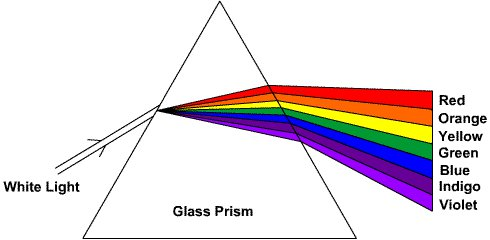 Red
Orange
Yellow
Green
Blue
Indigo
Violet
White Light
Glass Prism